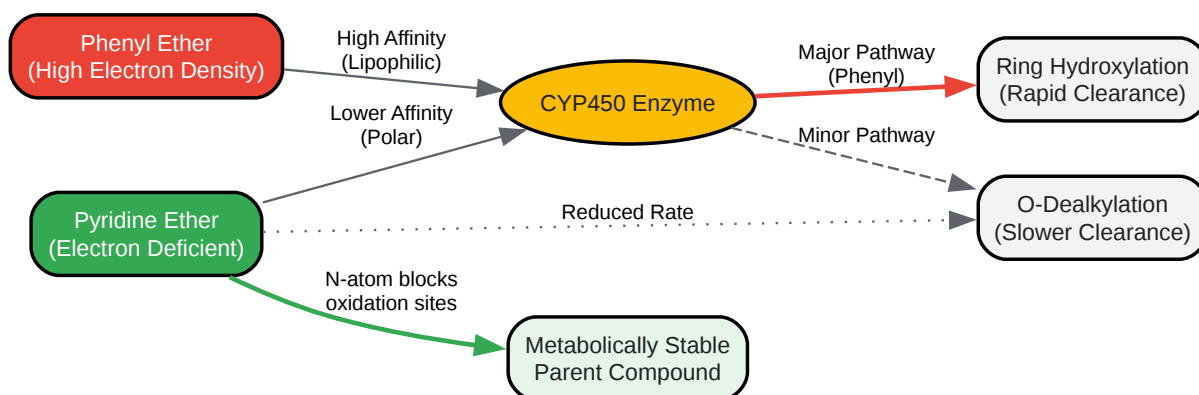 Phenyl Ether
(High Electron Density)
High Affinity
(Lipophilic)
Lower Affinity
(Polar)
CYP450 Enzyme
Major Pathway
(Phenyl)
Ring Hydroxylation
(Rapid Clearance)
Minor Pathway
Pyridine Ether
(Electron Deficient)
Reduced Rate
O-Dealkylation
(Slower Clearance)
N-atom blocks
oxidation sites
Metabolically Stable
Parent Compound